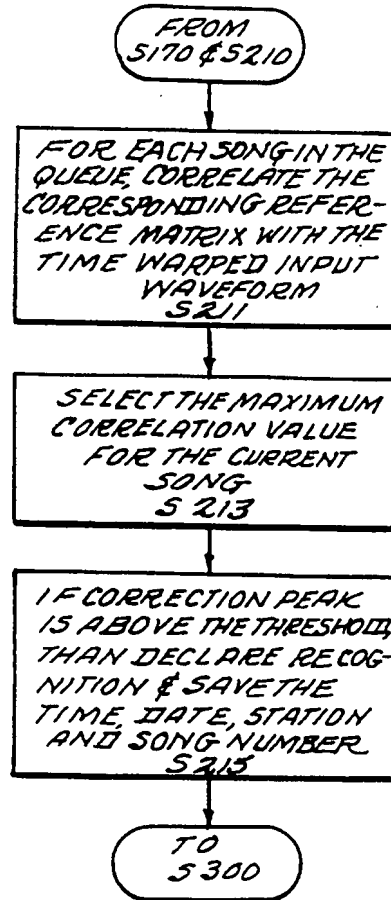 FROM
S170 & S210
FOR EACH SONG IN THE
QUEUE, CORRELATE THE
CORRESPONDING REFER-
ENCE MATRIX WITH THE
TIME WARPED INPUT
WAVEFORM
S211
SELECT THE MAXIMUM
CORRELATION VALUE
FOR THE CURRENT
SONG
S 213
IF CORRECTION PEAK
IS ABOVE THE THRESHOLD,
THAN DECLARE RECOG-
NITION & SAVE THE
TIME, DATE, STATION
AND SONG NUMBER
S215
TO
S300